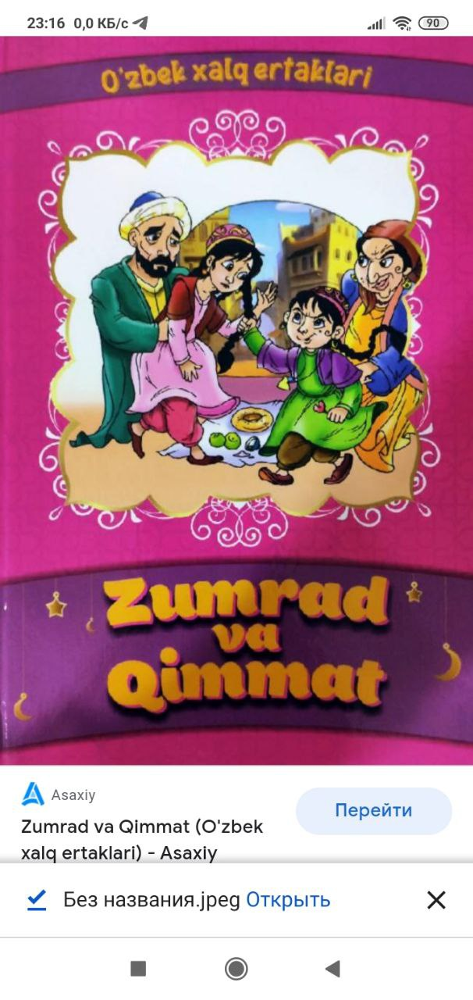 23:16 0,0 КБ/с 90
O'zbek xalq ertaklari
Zumrad
va
Qimmat
Asaxiy
Перейти
Zumrad va Qimmat (O'zbek
xalq ertaklari) - Asaxiy
Без названия.jpeg Открыть